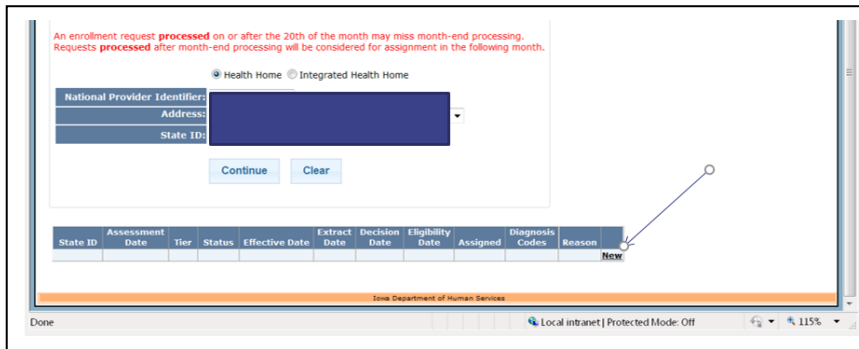 An enrollment request processed on or after the 20th of the month may miss month-end processing.
Requests processed after month-end processing will be considered for assignment in the following month.
Health Home Integrated Health Home
National Provider Identifier:
Address:
State ID:
Continue Clear
State ID Assessment Date Tier Status Effective Date Extract Date Decision Date Eligibility Date Assigned Diagnosis Codes Reason
New
Iowa Department of Human Services
Done Local intranet | Protected Mode: Off 115%